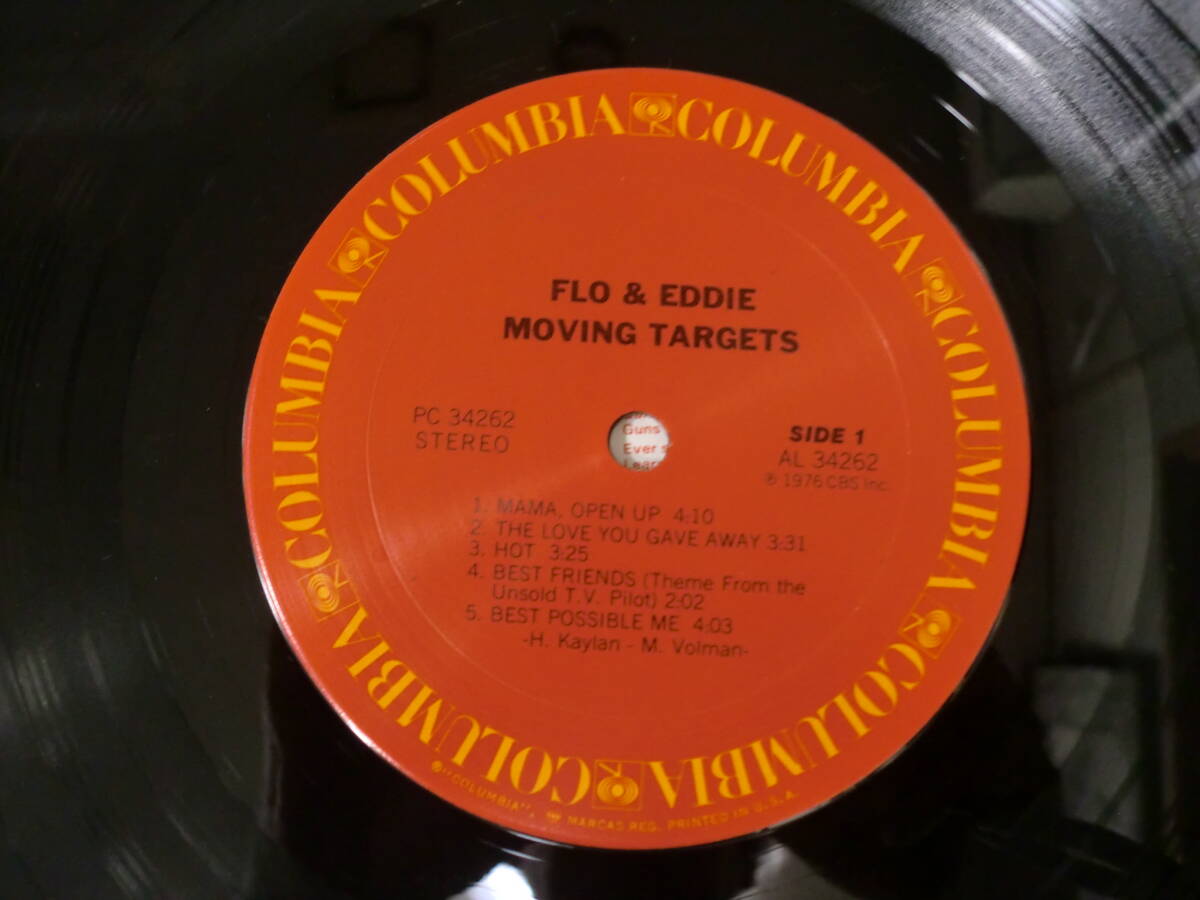 COLUMBIA COLUMBIA COLUMBIA COLUMBIA COLUMBIA COLUMBIA
FLO & EDDIE
MOVING TARGETS
PC 34262
STEREO
SIDE 1
AL 34262
℗ 1976 CBS Inc.
Guns
Ever
1. MAMA, OPEN UP 4:10
2. THE LOVE YOU GAVE AWAY 3:31
3. HOT 3:25
4. BEST FRIENDS (Theme From the
Unsold T.V. Pilot) 2:02
5. BEST POSSIBLE ME 4:03
-H. Kaylan - M. Volman-
®"COLUMBIA", MARCAS REG. PRINTED IN U.S.A.